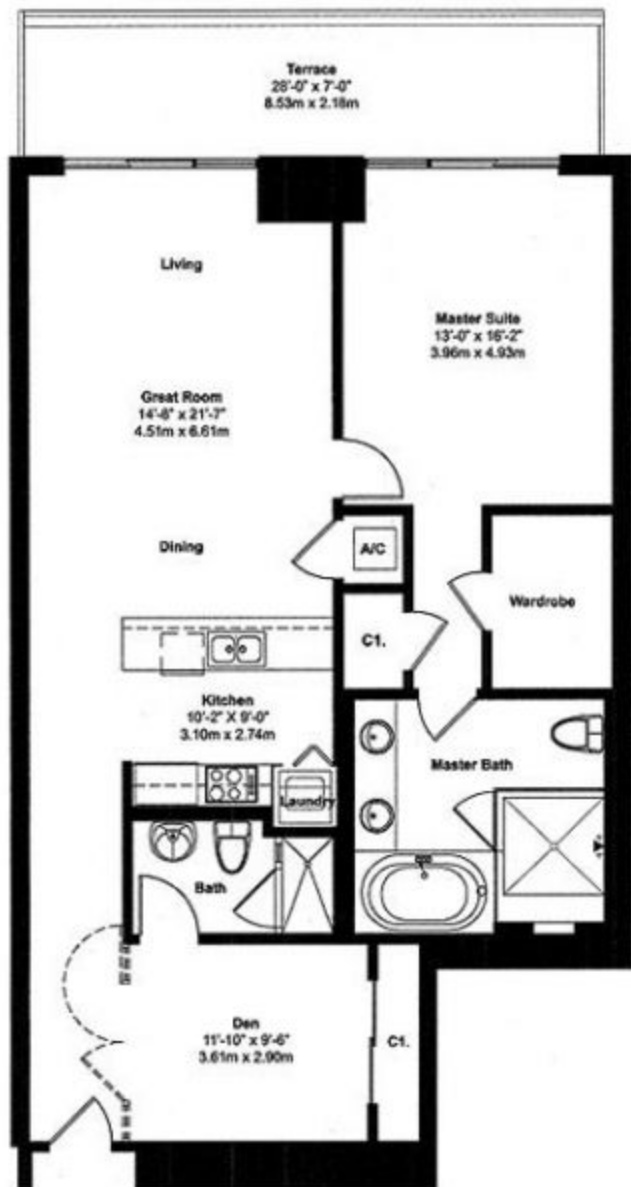 Terrace
28'-0" x 7'-0"
8.53m x 2.18m
Living
Master Suite
13'-0" x 16'-2"
3.96m x 4.93m
Great Room
14'-8" x 21'-7"
4.51m x 6.61m
Dining
A/C
Wardrobe
C1.
Kitchen
10'-2" X 9'-0"
3.10m x 2.74m
Master Bath
Laundry
Bath
Den
11'-10" x 9'-6"
3.61m x 2.90m
C1.